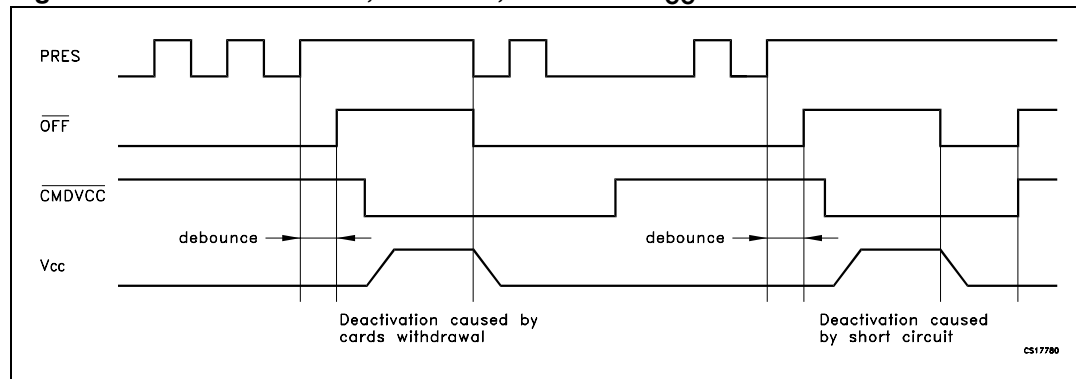 PRES
OFF
CMDVCC
debounce
debounce
Vcc
Deactivation caused by
cards withdrawal
Deactivation caused
by short circuit
CS17780